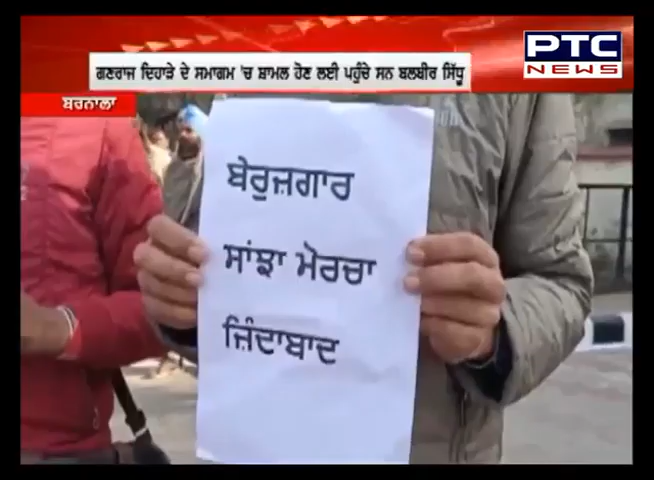 PTC
NEWS
ਗਣਰਾਜ ਦਿਹਾੜੇ ਦੇ ਸਮਾਗਮ 'ਚ ਸ਼ਾਮਲ ਹੋਣ ਲਈ ਪਹੁੰਚੇ ਸਨ ਬਲਬੀਰ ਸਿੱਧੂ
ਬਰਨਾਲਾ
ਬੇਰੁਜ਼ਗਾਰ
ਸਾਂਝਾ ਮੋਰਚਾ
ਜ਼ਿੰਦਾਬਾਦ